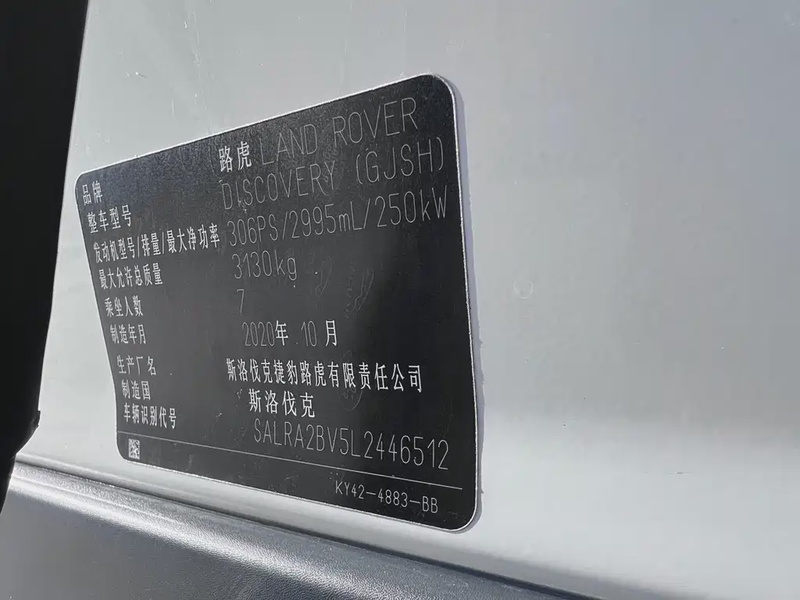 品牌 路虎 LAND ROVER
整车型号 DISCOVERY (GJSH)
发动机型号/排量/最大净功率 306PS/2995mL/250kW
最大允许总质量 3130kg
乘坐人数 7
制造年月 2020年 10月
生产厂名 斯洛伐克捷豹路虎有限责任公司
制造国 斯洛伐克
车辆识别代号 SALRA2BV5L2446512
KY42-4883-BB